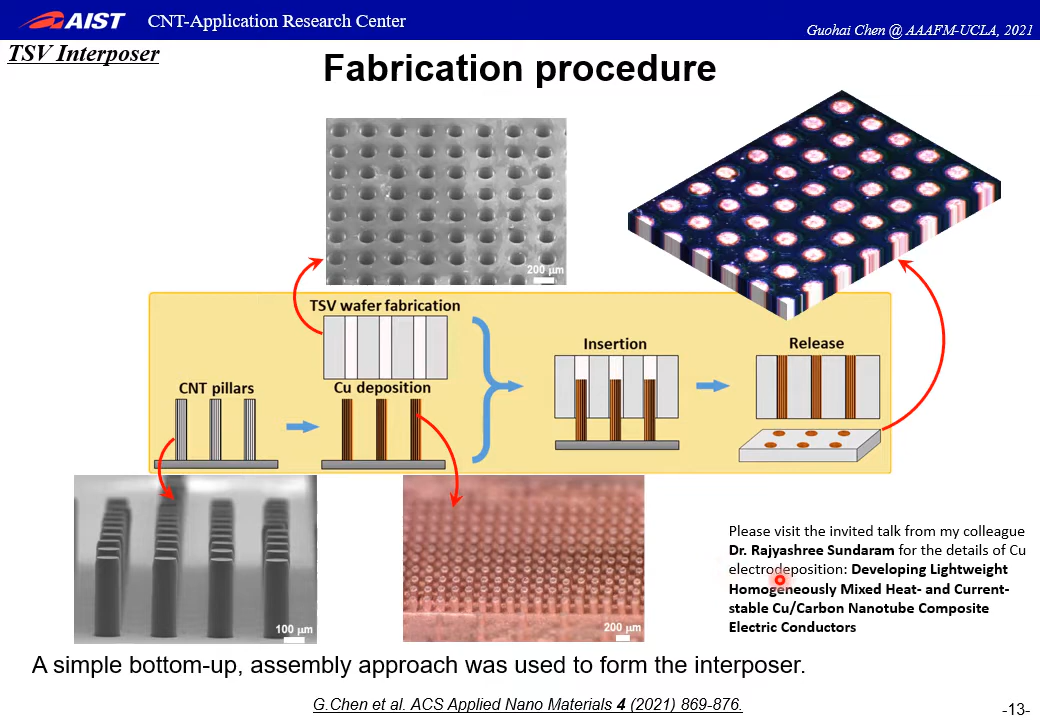 AIST CNT-Application Research Center
Guohai Chen @ AAAFM-UCLA, 2021
TSV Interposer
Fabrication procedure
200 μm
TSV wafer fabrication
Insertion
Release
CNT pillars
Cu deposition
100 μm
200 μm
Please visit the invited talk from my colleague
Dr. Rajyashree Sundaram for the details of Cu
electrodeposition: Developing Lightweight
Homogeneously Mixed Heat- and Current-
stable Cu/Carbon Nanotube Composite
Electric Conductors
A simple bottom-up, assembly approach was used to form the interposer.
G.Chen et al. ACS Applied Nano Materials 4 (2021) 869-876.
-13-